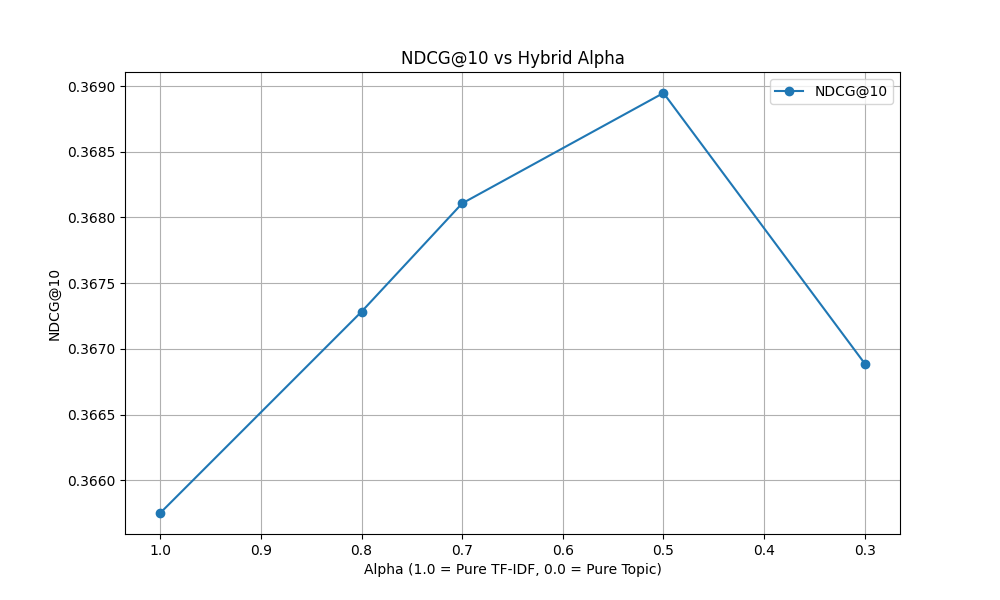 NDCG@10 vs Hybrid Alpha
NDCG@10
0.3690
0.3685
0.3680
0.3675
0.3670
0.3665
0.3660
NDCG@10
1.0 0.9 0.8 0.7 0.6 0.5 0.4 0.3
Alpha (1.0 = Pure TF-IDF, 0.0 = Pure Topic)